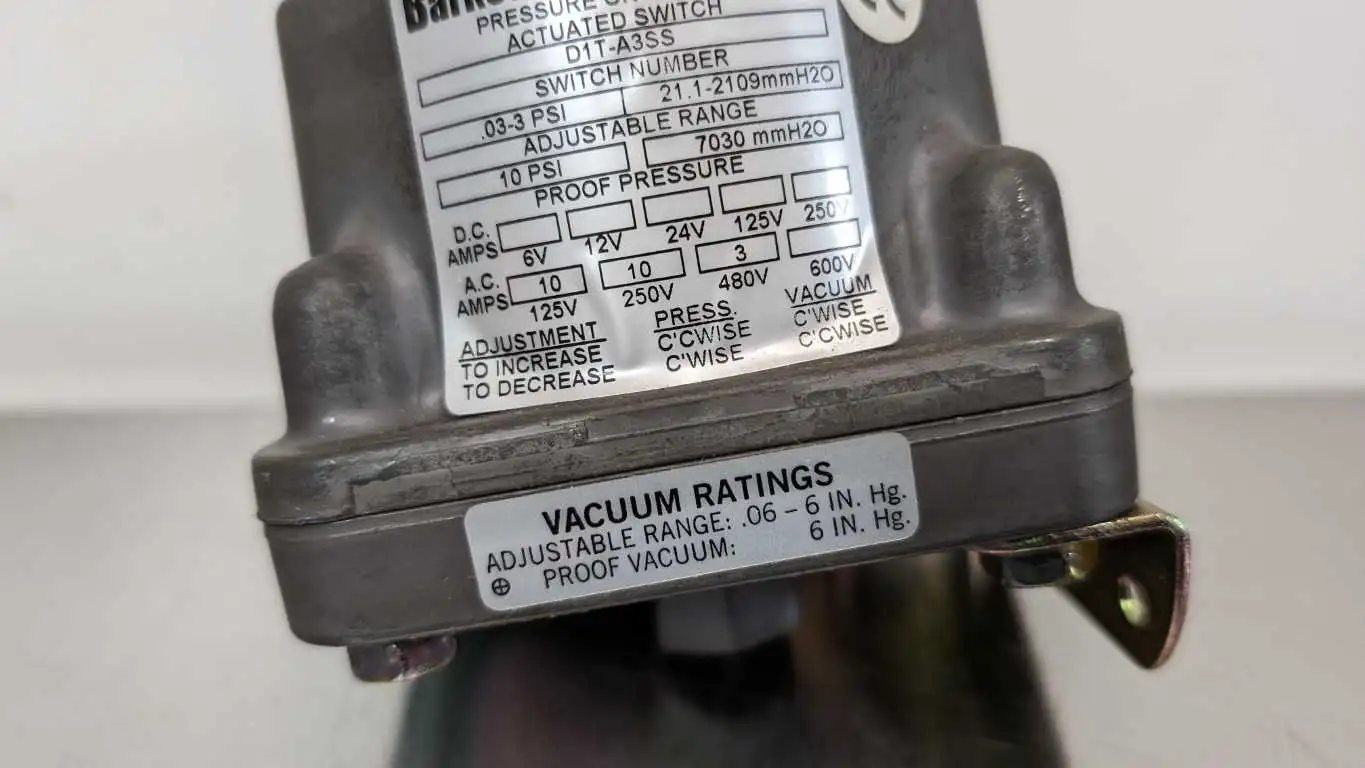 PRESSURE
ACTUATED SWITCH
D1T-A3SS
SWITCH NUMBER
.03-3 PSI 21.1-2109mmH2O
ADJUSTABLE RANGE
10 PSI 7030 mmH2O
PROOF PRESSURE
D.C.
AMPS
6V 12V 24V 125V 250V
A.C. 10 10 3
AMPS 125V 250V 480V 600V
ADJUSTMENT PRESS. VACUUM
TO INCREASE C'CWISE C'WISE
TO DECREASE C'WISE C'CWISE
VACUUM RATINGS
ADJUSTABLE RANGE: .06 – 6 IN. Hg.
PROOF VACUUM: 6 IN. Hg.